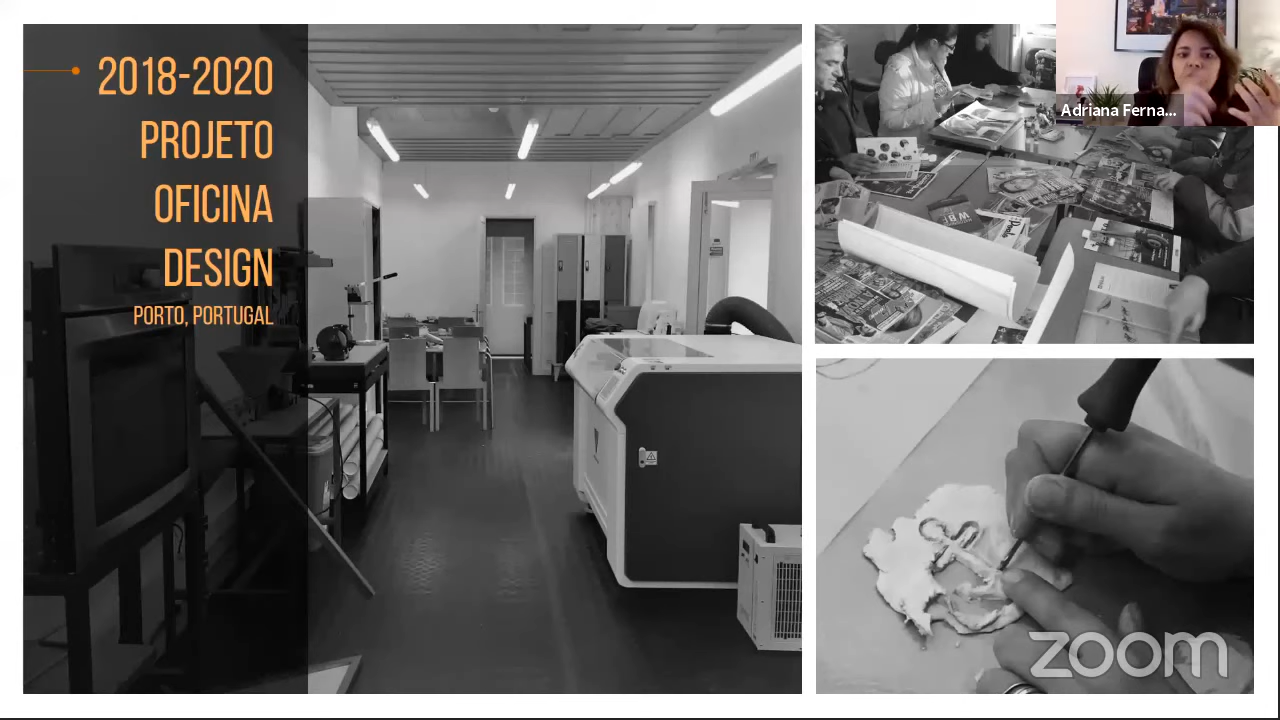 2018-2020
PROJETO
OFICINA
DESIGN
PORTO, PORTUGAL
Adriana Ferna...
zoom